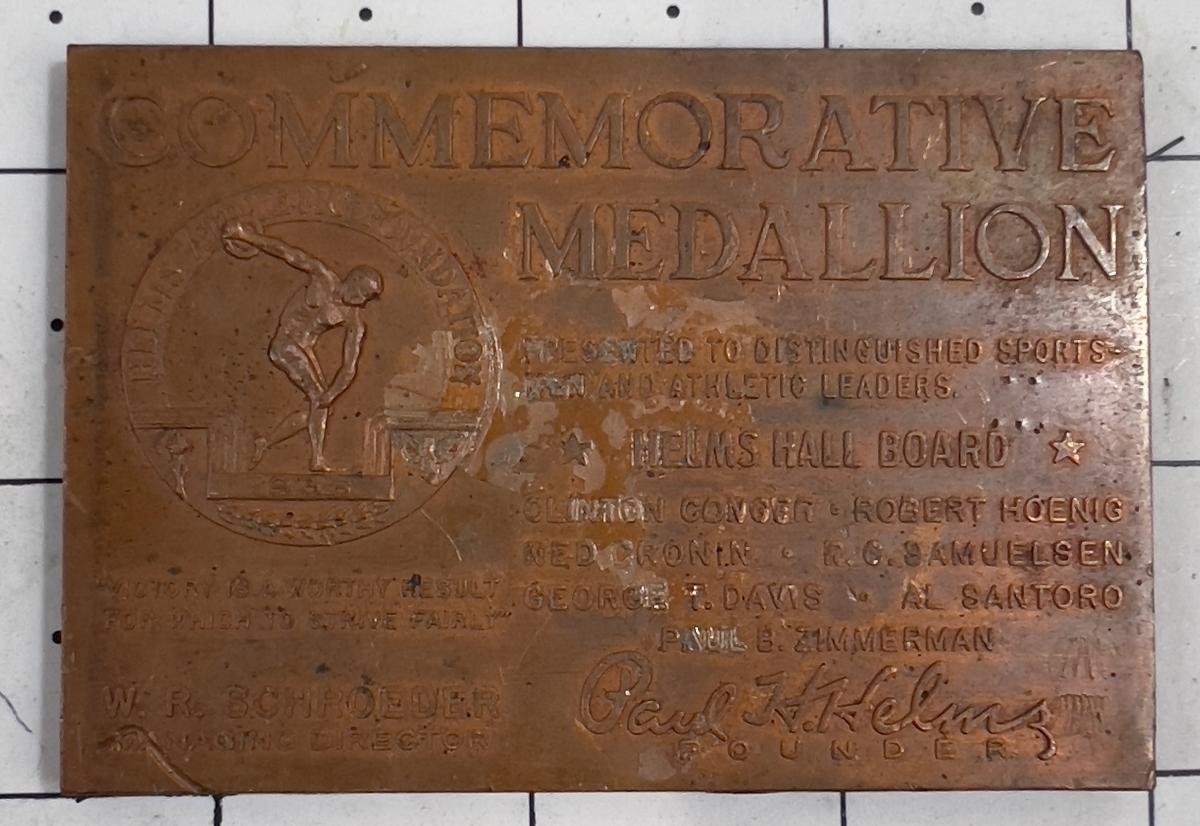 COMMEMORATIVE
MEDALLION
HELMS ATHLETIC FOUNDATION
PRESENTED TO DISTINGUISHED SPORTS-
MEN AND ATHLETIC LEADERS.
★ HELMS HALL BOARD ★
CLINTON CONGER · ROBERT HOENIG
NED CRONIN · R. C. SAMUELSEN
GEORGE T. DAVIS · AL SANTORO
PAUL B. ZIMMERMAN
"VICTORY IS A WORTHY RESULT
FOR WHICH TO STRIVE FAIRLY"
W. R. SCHROEDER
MANAGING DIRECTOR
Paul H. Helms
FOUNDER